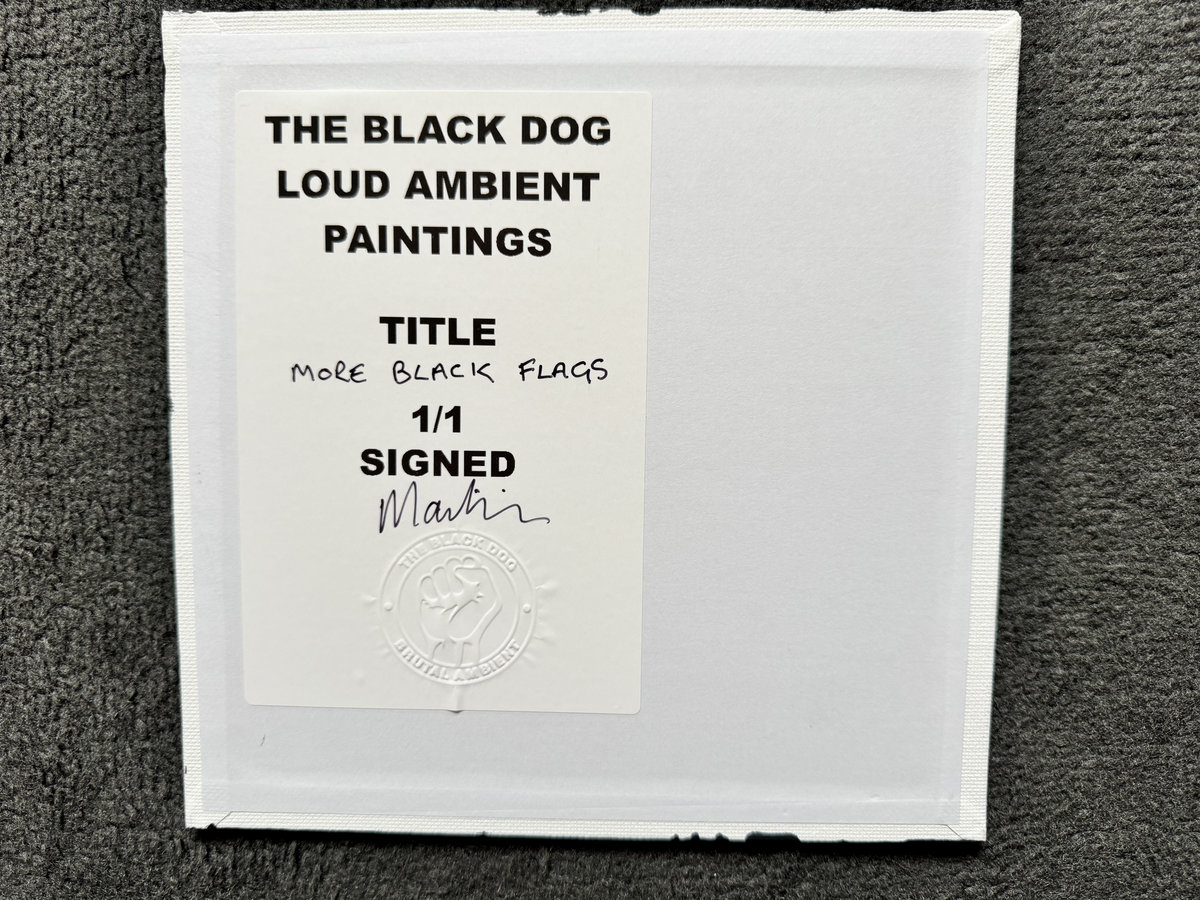 THE BLACK DOG
LOUD AMBIENT
PAINTINGS
TITLE
MORE BLACK FLAGS
1/1
SIGNED
Martin
THE BLACK DOG
BRUTAL AMBIENT